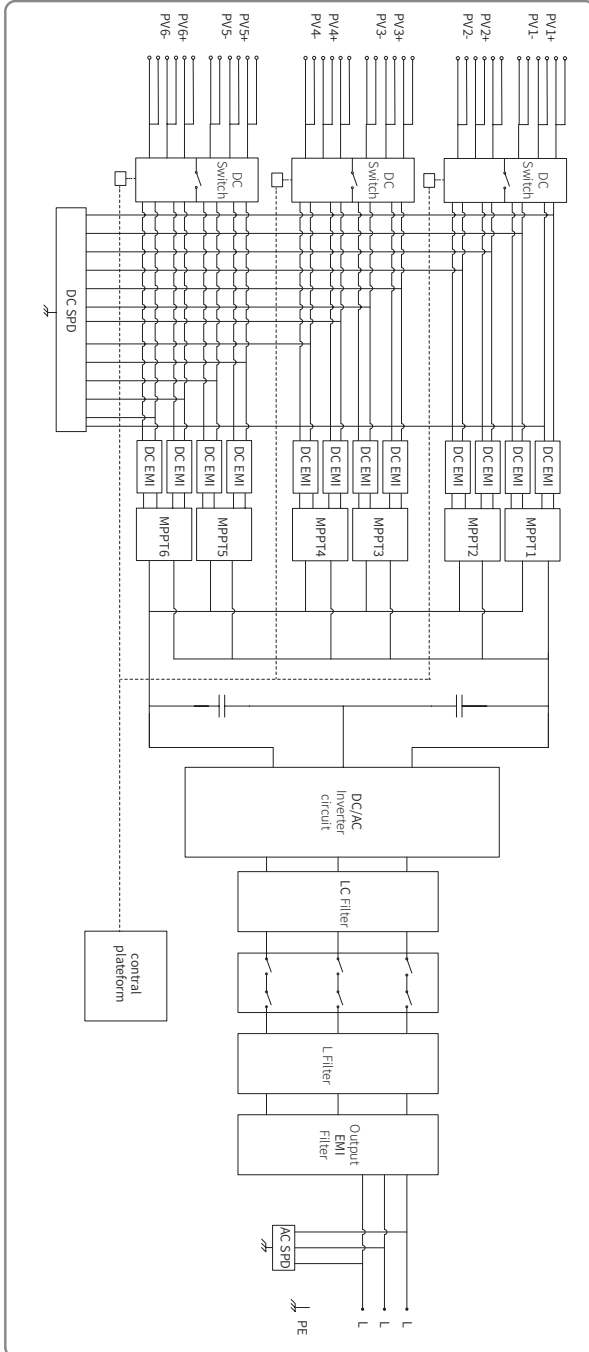 PV1+
PV1-
PV2+
PV2-
PV3+
PV3-
PV4+
PV4-
PV5+
PV5-
PV6+
PV6-
DC
Switch
DC
Switch
DC
Switch
DC SPD
DC EMI
DC EMI
DC EMI
DC EMI
DC EMI
DC EMI
DC EMI
DC EMI
DC EMI
DC EMI
DC EMI
DC EMI
MPPT1
MPPT2
MPPT3
MPPT4
MPPT5
MPPT6
DC/AC
Inverter
circuit
LC Filter
contral
plateform
L Filter
Output
EMI
Filter
AC SPD
L
L
L
PE